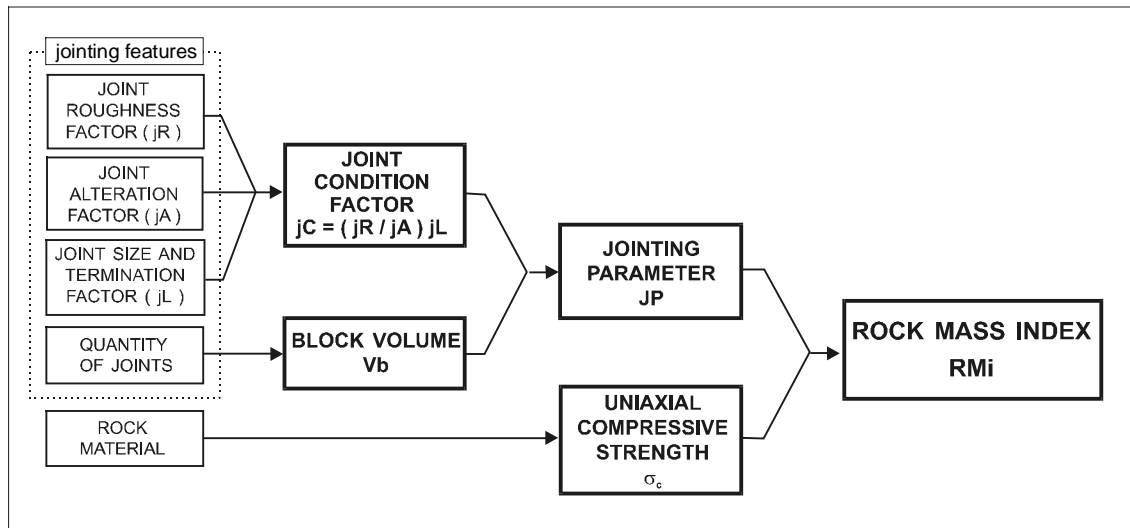 jointing features
JOINT
ROUGHNESS
FACTOR ( jR )
JOINT
ALTERATION
FACTOR ( jA )
JOINT SIZE AND
TERMINATION
FACTOR ( jL )
QUANTITY
OF JOINTS
ROCK
MATERIAL
JOINT
CONDITION
FACTOR
jC = ( jR / jA ) jL
BLOCK VOLUME
Vb
JOINTING
PARAMETER
JP
UNIAXIAL
COMPRESSIVE
STRENGTH
σc
ROCK MASS INDEX
RMi